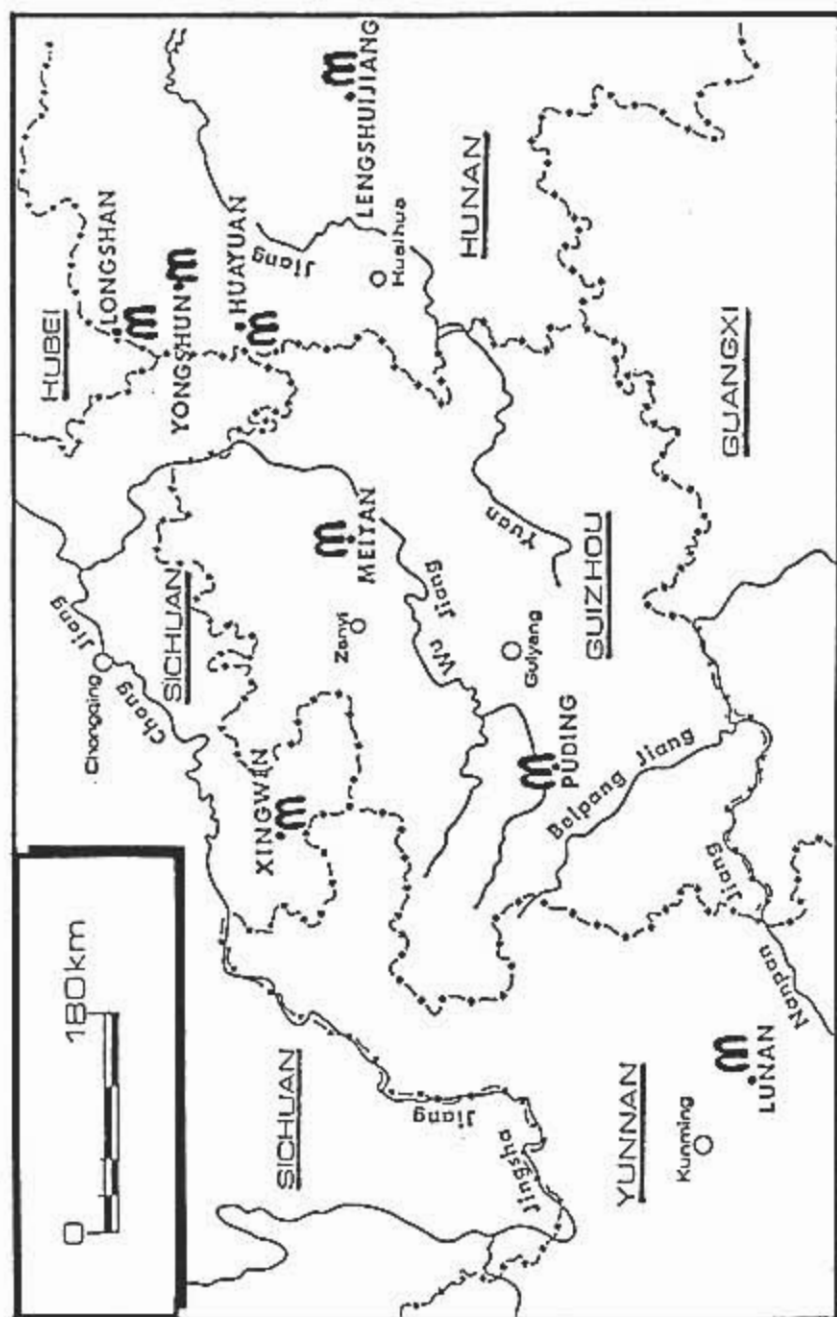 0 180km
SICHUAN
Chongqing
Chang Jiang
SICHUAN
HUBEI
LONGSHAN
YONGSHUN
HUAYUAN
XINGWEN
Zenyi
MEITAN
Jiang
LENGSHUIJIANG
Huaihua
HUNAN
Jingsha Jiang
Wu Jiang
PUDING
Guiyang
GUIZHOU
Yuan
Beipang Jiang
YUNNAN
Kunming
LUNAN
Nanpan Jiang
GUANGXI